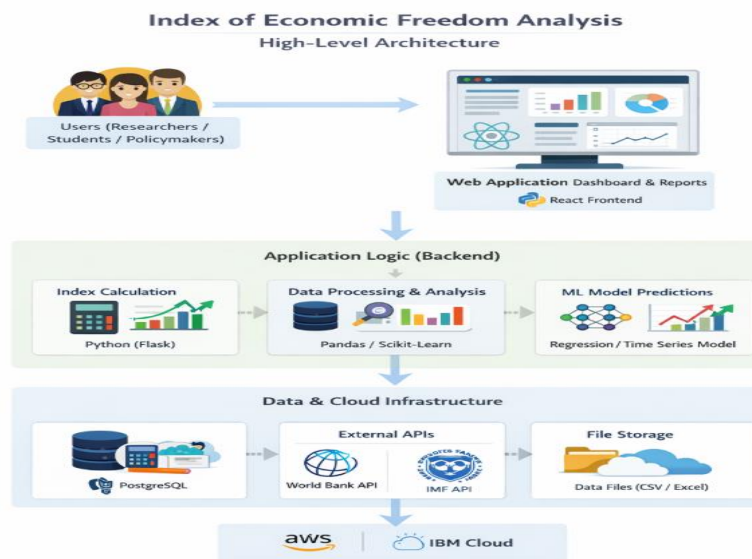 Index of Economic Freedom Analysis
High-Level Architecture
Users (Researchers /
Students / Policymakers)
Web Application Dashboard & Reports
React Frontend
Application Logic (Backend)
Index Calculation
Python (Flask)
Data Processing & Analysis
Pandas / Scikit-Learn
ML Model Predictions
Regression / Time Series Model
Data & Cloud Infrastructure
PostgreSQL
External APIs
World Bank API
IMF API
File Storage
Data Files (CSV / Excel)
aws
IBM Cloud